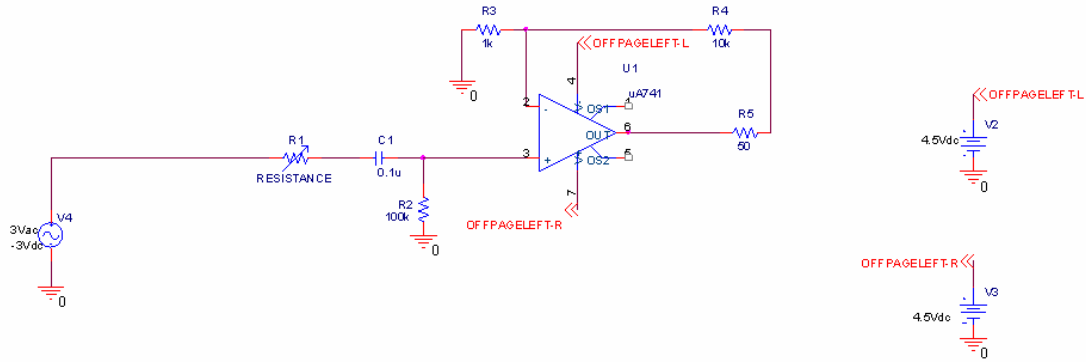 R3
1k
0
R4
10k
OFFPAGELEFT-L
4
U1
uA741
2
-
OS1
1
OUT
6
R5
50
3
+
OS2
5
7
OFFPAGELEFT-R
R1
RESISTANCE
C1
0.1u
R2
100k
0
V4
3Vac
-3Vdc
0
OFFPAGELEFT-L
V2
4.5Vdc
0
OFFPAGELEFT-R
V3
4.5Vdc
0